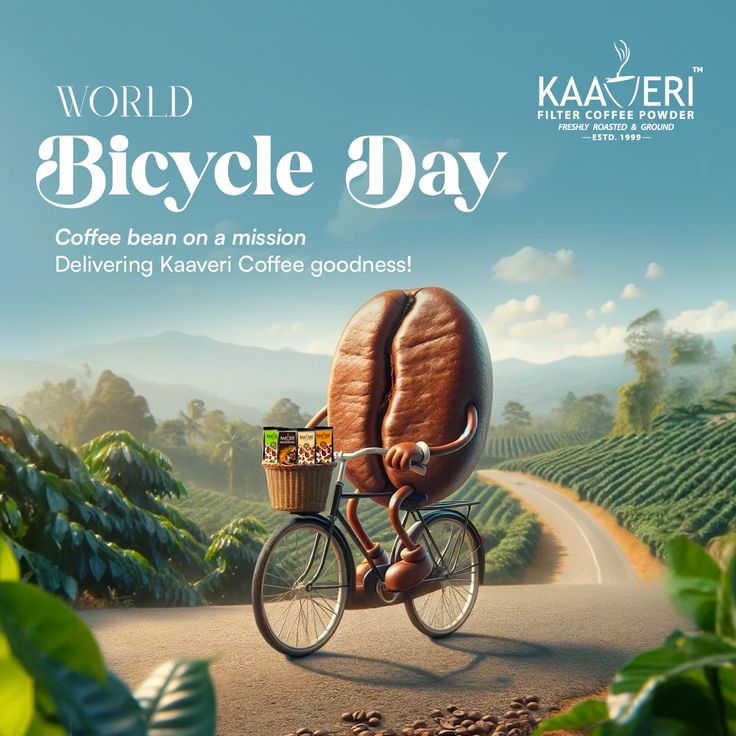 WORLD
Bicycle Day
Coffee bean on a mission
Delivering Kaaveri Coffee goodness!
KAAVERI™
FILTER COFFEE POWDER
FRESHLY ROASTED & GROUND
ESTD. 1999